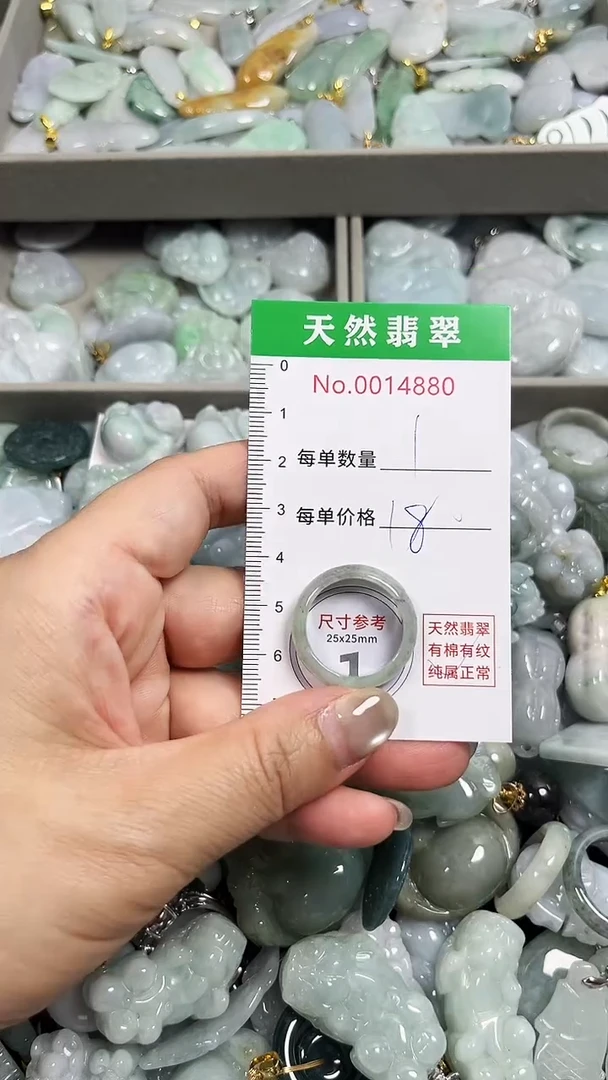 天然翡翠
No.0014880
0
1
2
3
4
5
6
每单数量 1
每单价格 18
尺寸参考
25x25mm
1
天然翡翠
有棉有纹
纯属正常